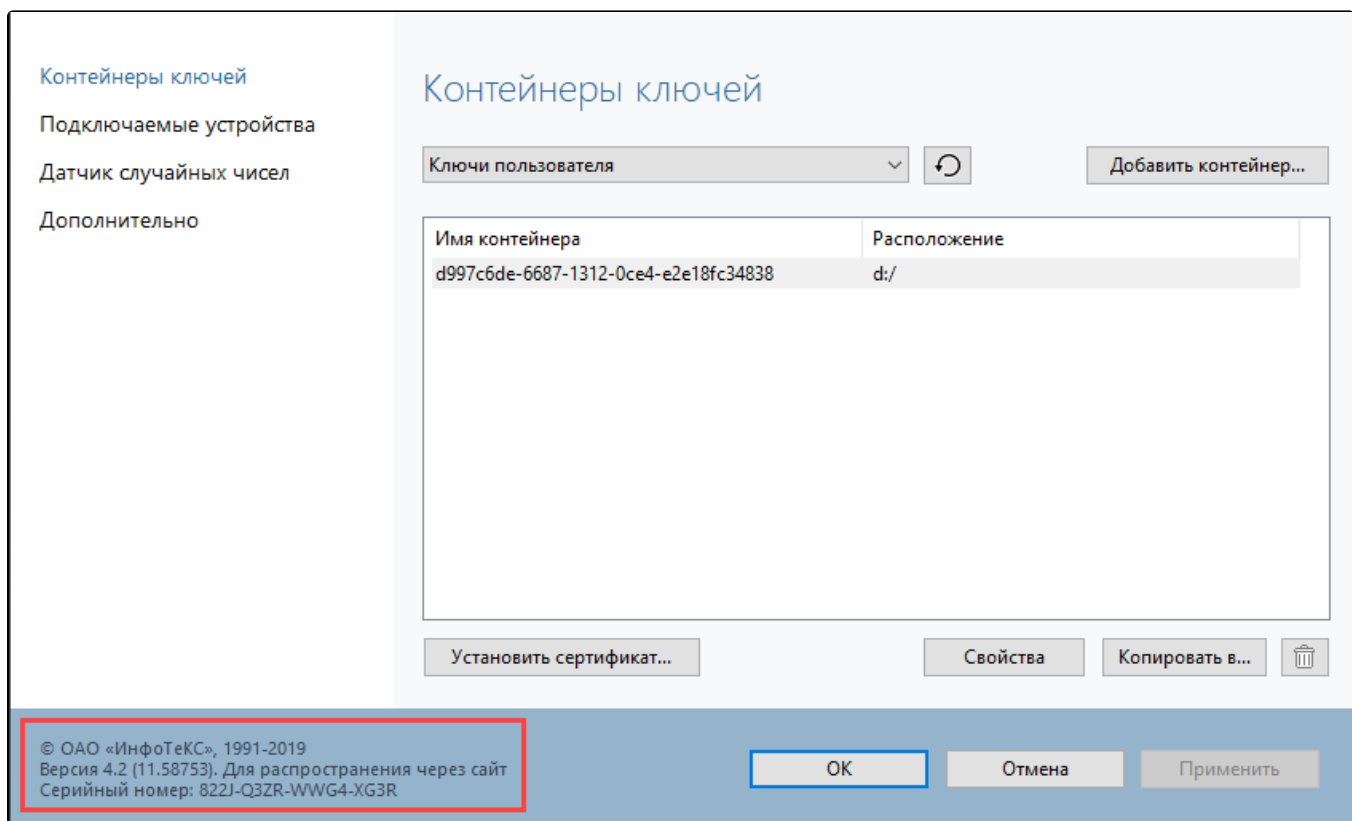 Контейнеры ключей
Подключаемые устройства
Датчик случайных чисел
Дополнительно
Контейнеры ключей
Ключи пользователя
Добавить контейнер...
Имя контейнера Расположение
d997c6de-6687-1312-0ce4-e2e18fc34838 d:/
Установить сертификат...
Свойства
Копировать в...
© ОАО «ИнфоТеКС», 1991-2019
Версия 4.2 (11.58753). Для распространения через сайт
Серийный номер: 822J-Q3ZR-WWG4-XG3R
OK
Отмена
Применить